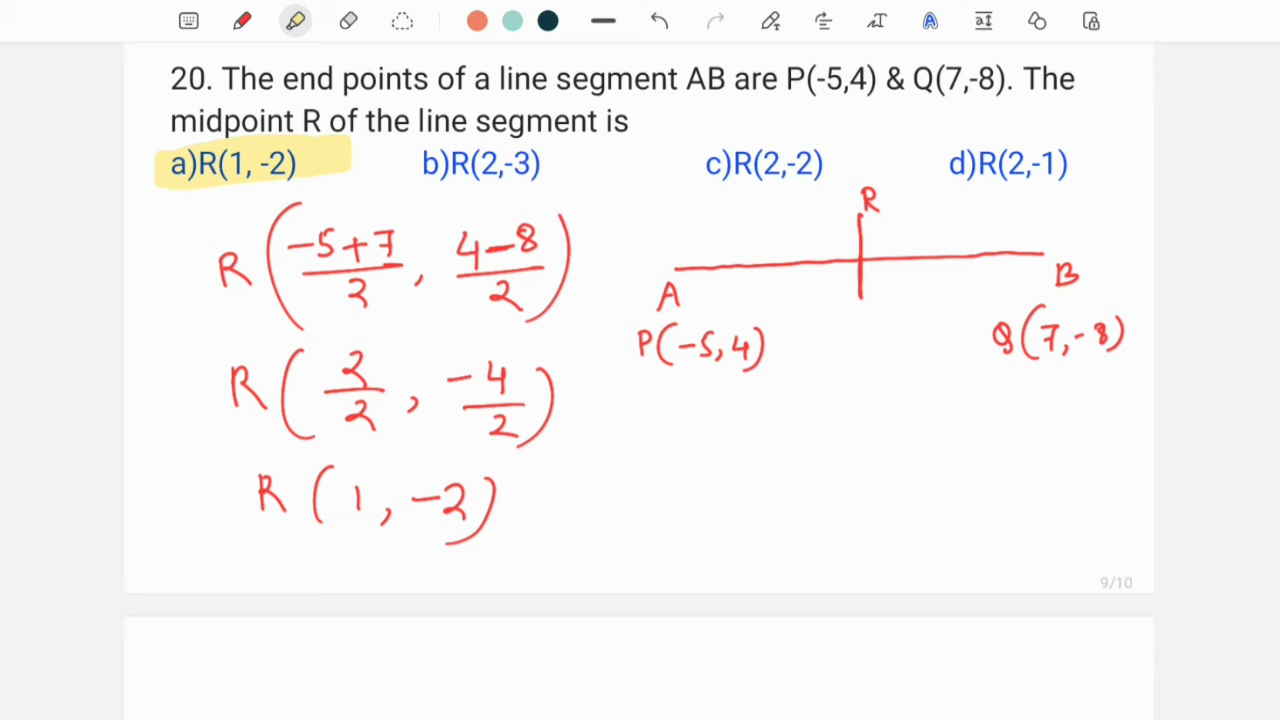 20. The end points of a line segment AB are P(-5,4) & Q(7,-8). The
midpoint R of the line segment is
a)R(1, -2) b)R(2,-3) c)R(2,-2) d)R(2,-1)
R
R(-5+7/2, 4-8/2)
A B
P(-5,4) Q(7,-8)
R(2/2, -4/2)
R(1, -2)
9/10